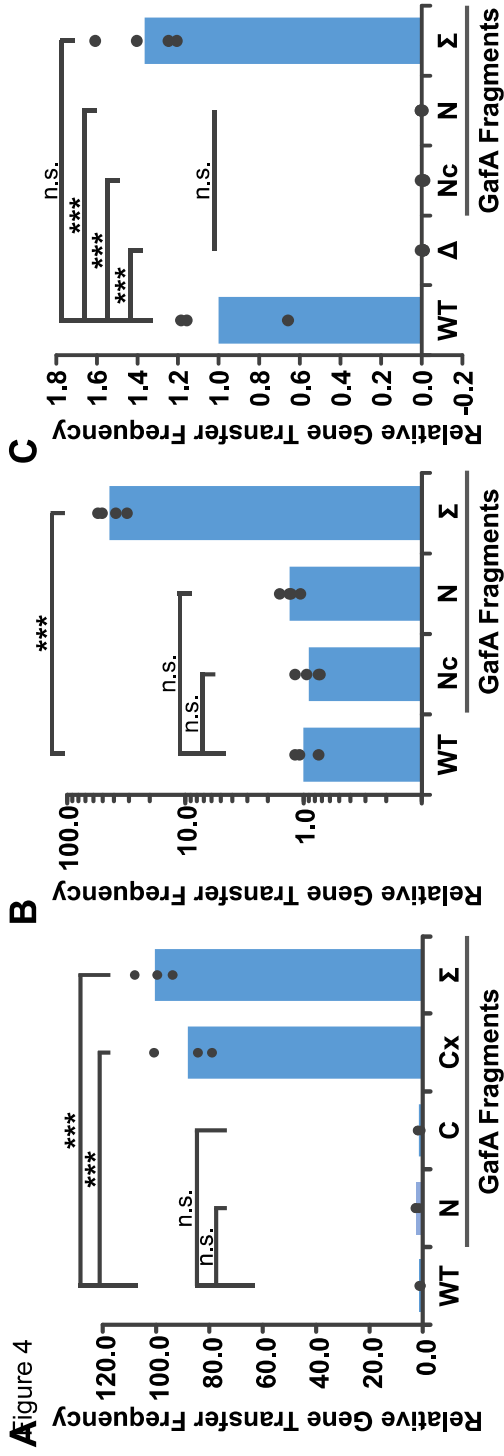 Figure 4
A
Relative Gene Transfer Frequency
120.0
100.0
80.0
60.0
40.0
20.0
0.0
***
***
n.s.
n.s.
WT N C Cx Σ
GafA Fragments
B
Relative Gene Transfer Frequency
100.0
10.0
1.0
***
n.s.
n.s.
WT Nc N Σ
GafA Fragments
C
Relative Gene Transfer Frequency
1.8
1.6
1.4
1.2
1.0
0.8
0.6
0.4
0.2
0.0
-0.2
n.s.
***
***
***
n.s.
WT Δ Nc N Σ
GafA Fragments